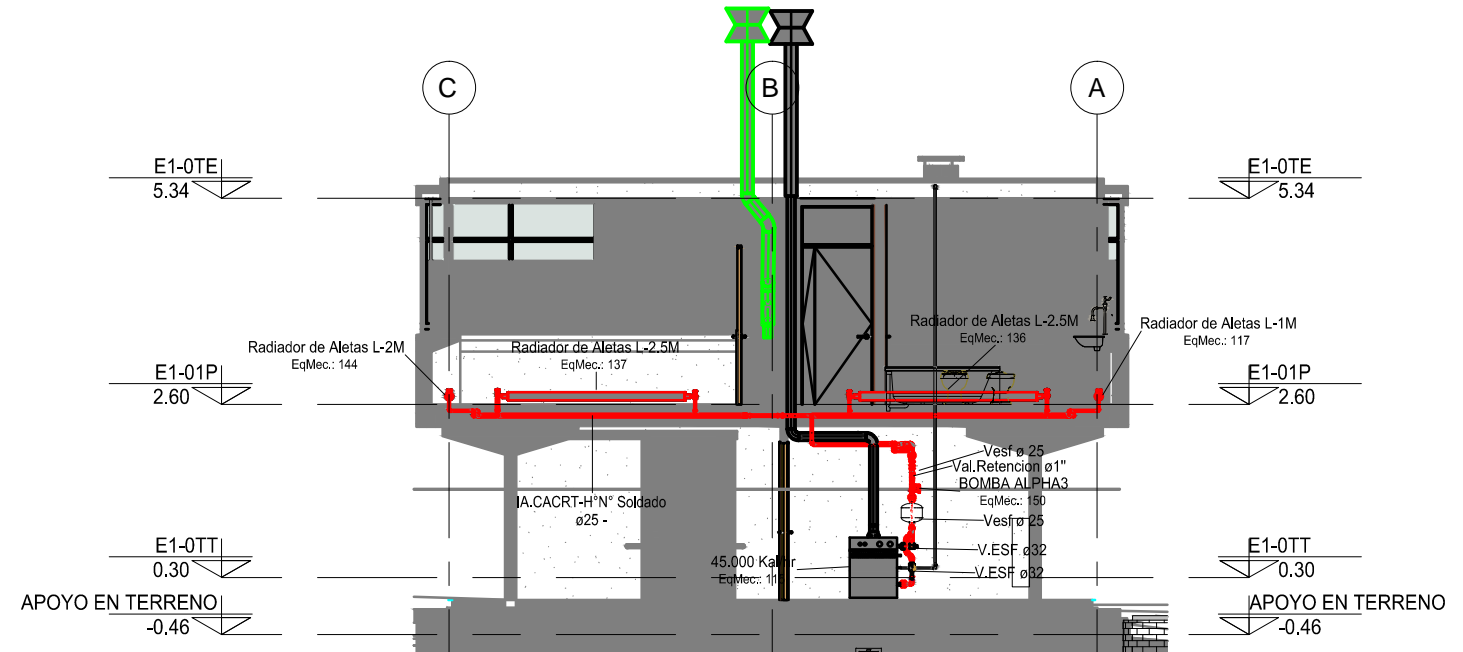 C
B
A
E1-0TE
5.34
E1-0TE
5.34
Radiador de Aletas L-2M
EqMec.: 144
Radiador de Aletas L-2.5M
EqMec.: 137
Radiador de Aletas L-2.5M
EqMec.: 136
Radiador de Aletas L-1M
EqMec.: 117
E1-01P
2.60
E1-01P
2.60
Vesf ø 25
Val.Retencion ø1"
BOMBA ALPHA3
EqMec.: 150
Vesf ø 25
IA.CACRT-H°N° Soldado
ø25 -
V.ESF ø32
V.ESF ø32
45.000
EqMec.:
E1-0TT
0.30
E1-0TT
0.30
APOYO EN TERRENO
-0.46
APOYO EN TERRENO
-0.46